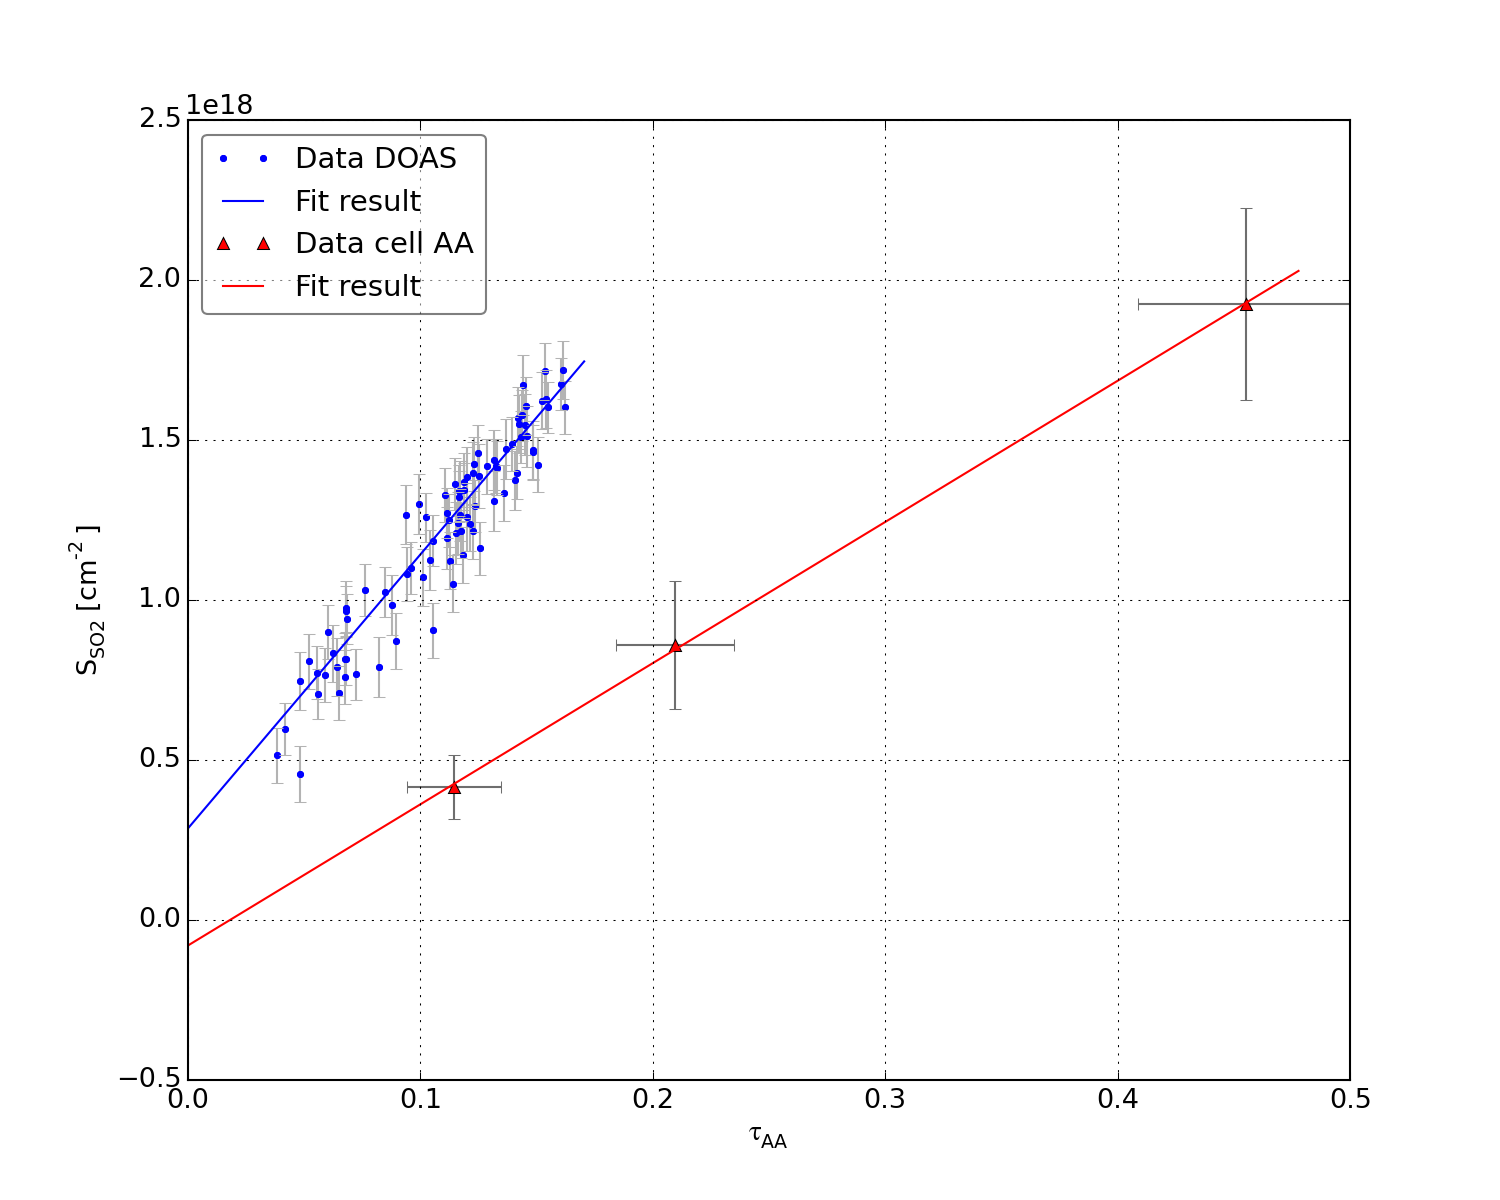 1e18
2.5
2.0
1.5
1.0
0.5
0.0
−0.5
Data DOAS
Fit result
Data cell AA
Fit result
S_SO2 [cm^-2]
0.0 0.1 0.2 0.3 0.4 0.5
τ_AA